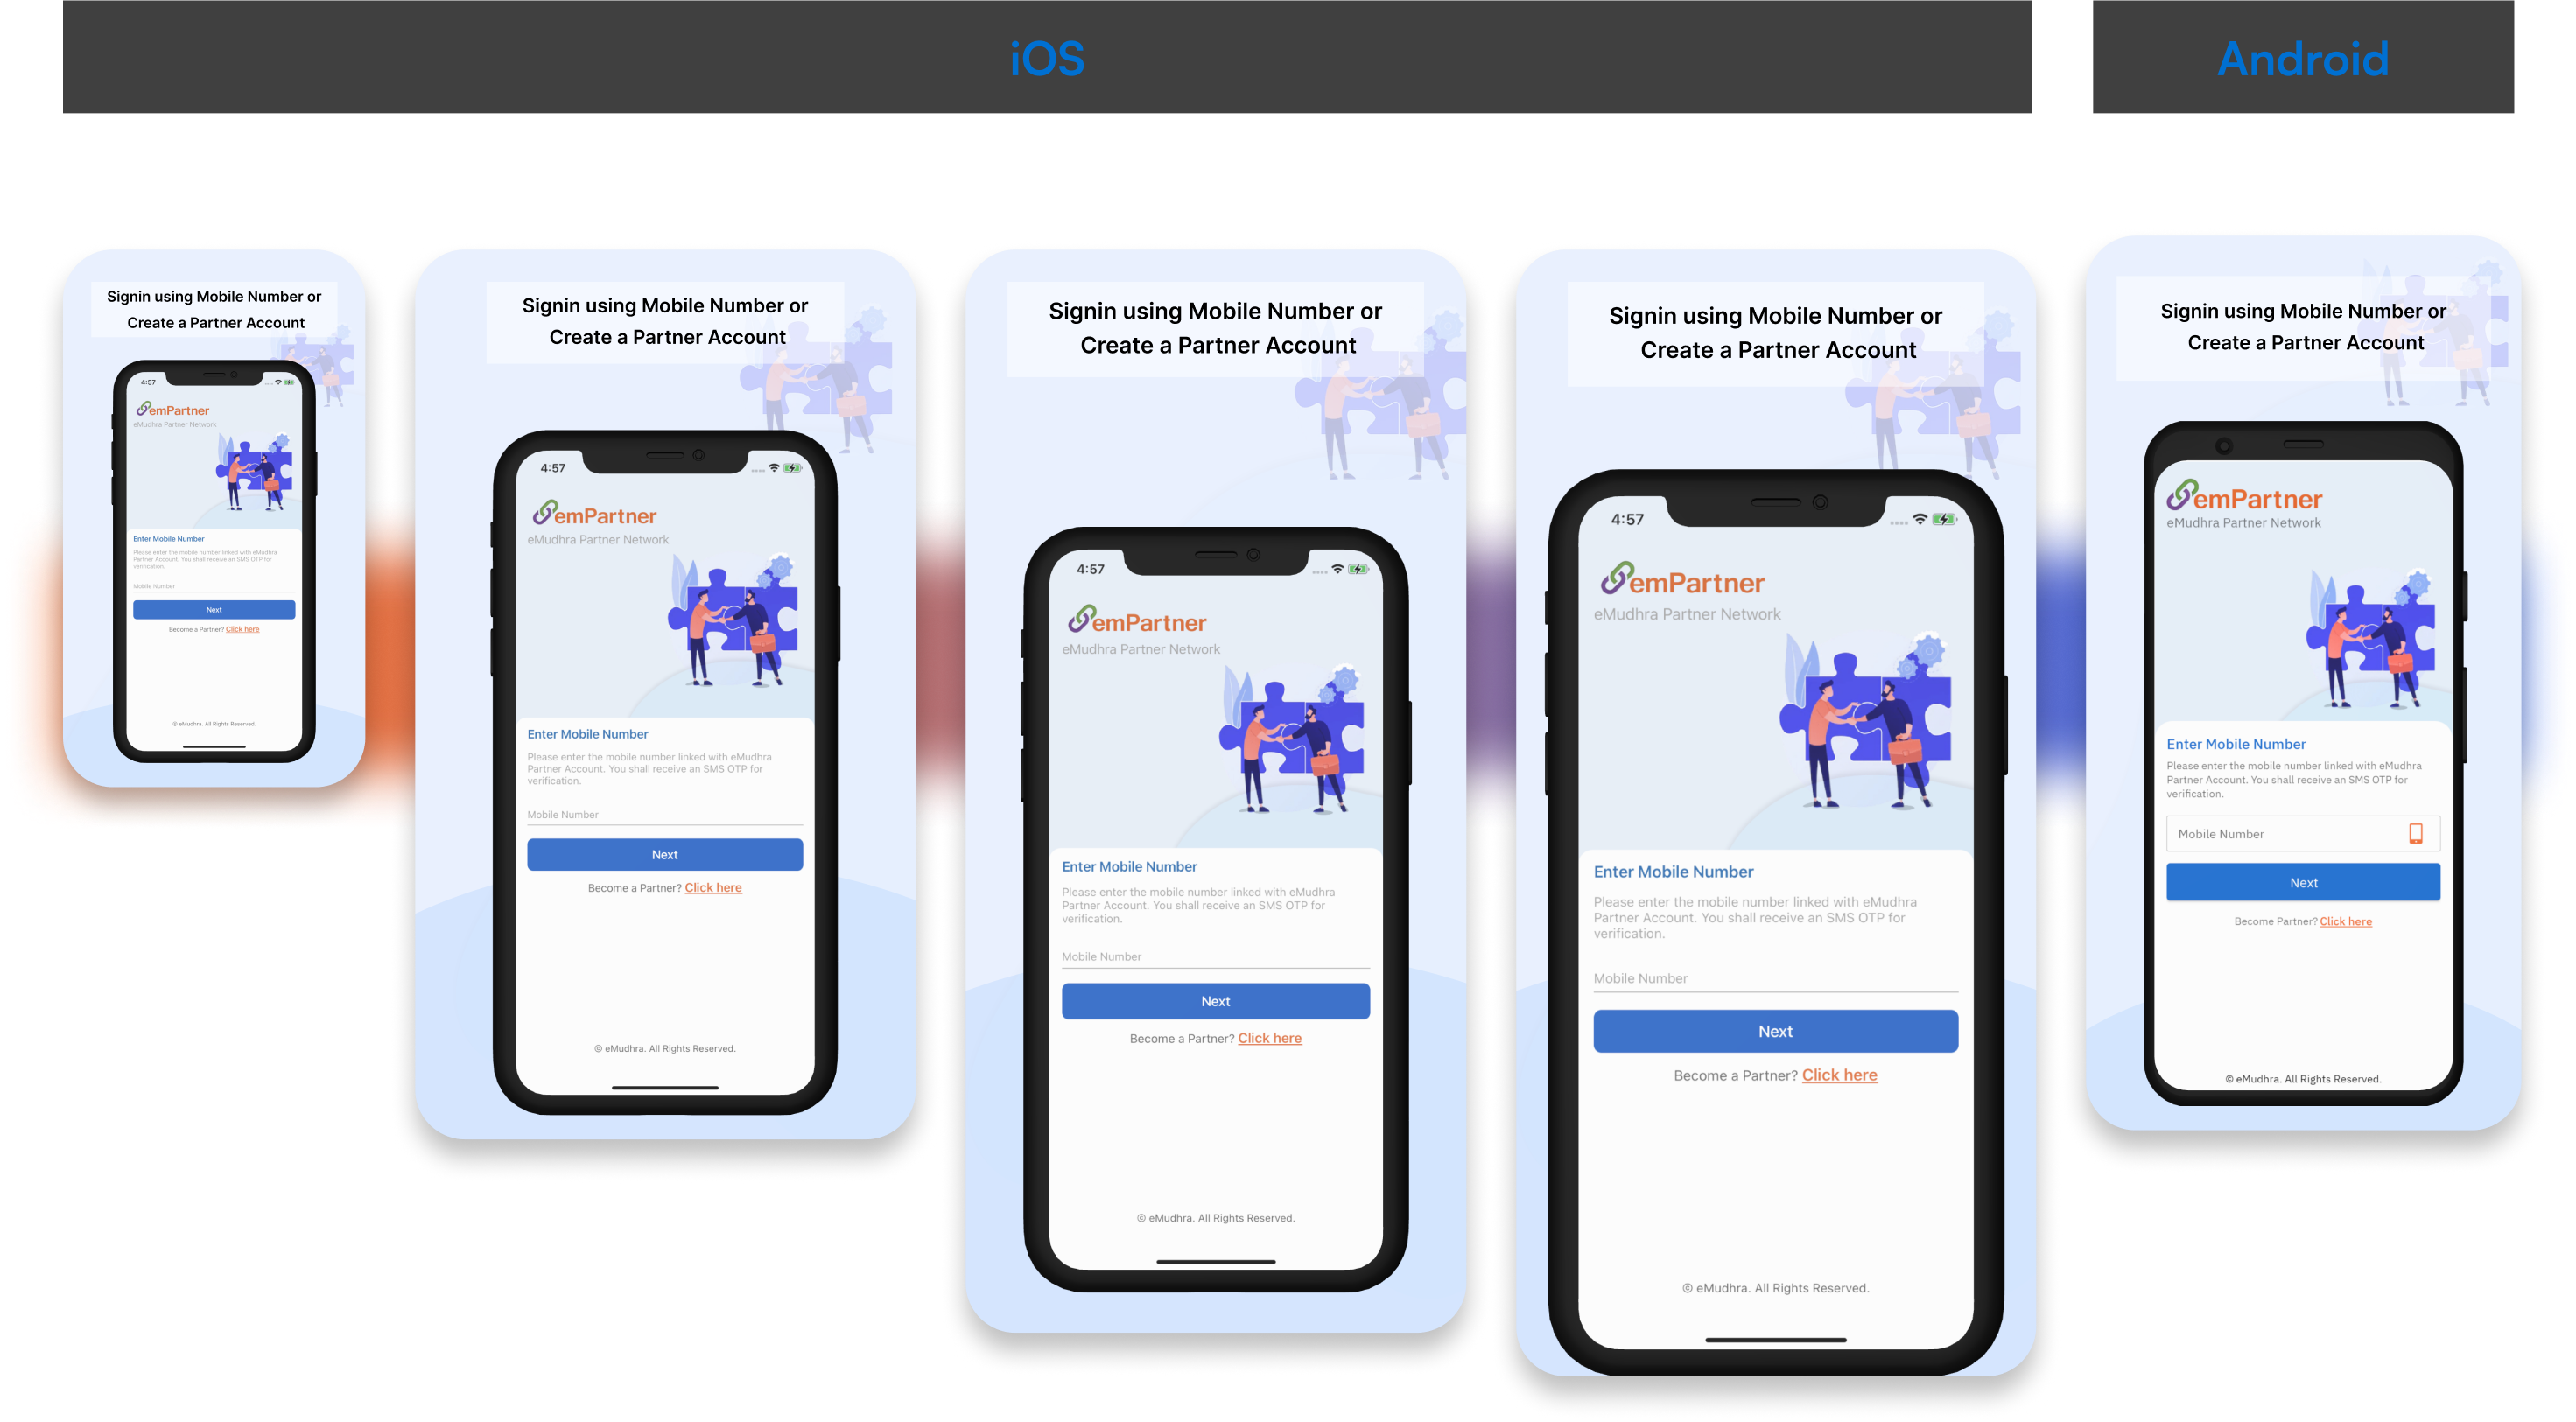 iOS
Android
Signin using Mobile Number or
Create a Partner Account
4:57
emPartner
eMudhra Partner Network
Enter Mobile Number
Please enter the mobile number linked with eMudhra
Partner Account. You shall receive an SMS OTP for
verification.
Mobile Number
Next
Become a Partner? Click here
© eMudhra. All Rights Reserved.
Signin using Mobile Number or
Create a Partner Account
4:57
emPartner
eMudhra Partner Network
Enter Mobile Number
Please enter the mobile number linked with eMudhra
Partner Account. You shall receive an SMS OTP for
verification.
Mobile Number
Next
Become a Partner? Click here
© eMudhra. All Rights Reserved.
Signin using Mobile Number or
Create a Partner Account
4:57
emPartner
eMudhra Partner Network
Enter Mobile Number
Please enter the mobile number linked with eMudhra
Partner Account. You shall receive an SMS OTP for
verification.
Mobile Number
Next
Become a Partner? Click here
© eMudhra. All Rights Reserved.
Signin using Mobile Number or
Create a Partner Account
4:57
emPartner
eMudhra Partner Network
Enter Mobile Number
Please enter the mobile number linked with eMudhra
Partner Account. You shall receive an SMS OTP for
verification.
Mobile Number
Next
Become a Partner? Click here
© eMudhra. All Rights Reserved.
Signin using Mobile Number or
Create a Partner Account
emPartner
eMudhra Partner Network
Enter Mobile Number
Please enter the mobile number linked with eMudhra
Partner Account. You shall receive an SMS OTP for
verification.
Mobile Number
Next
Become Partner? Click here
© eMudhra. All Rights Reserved.